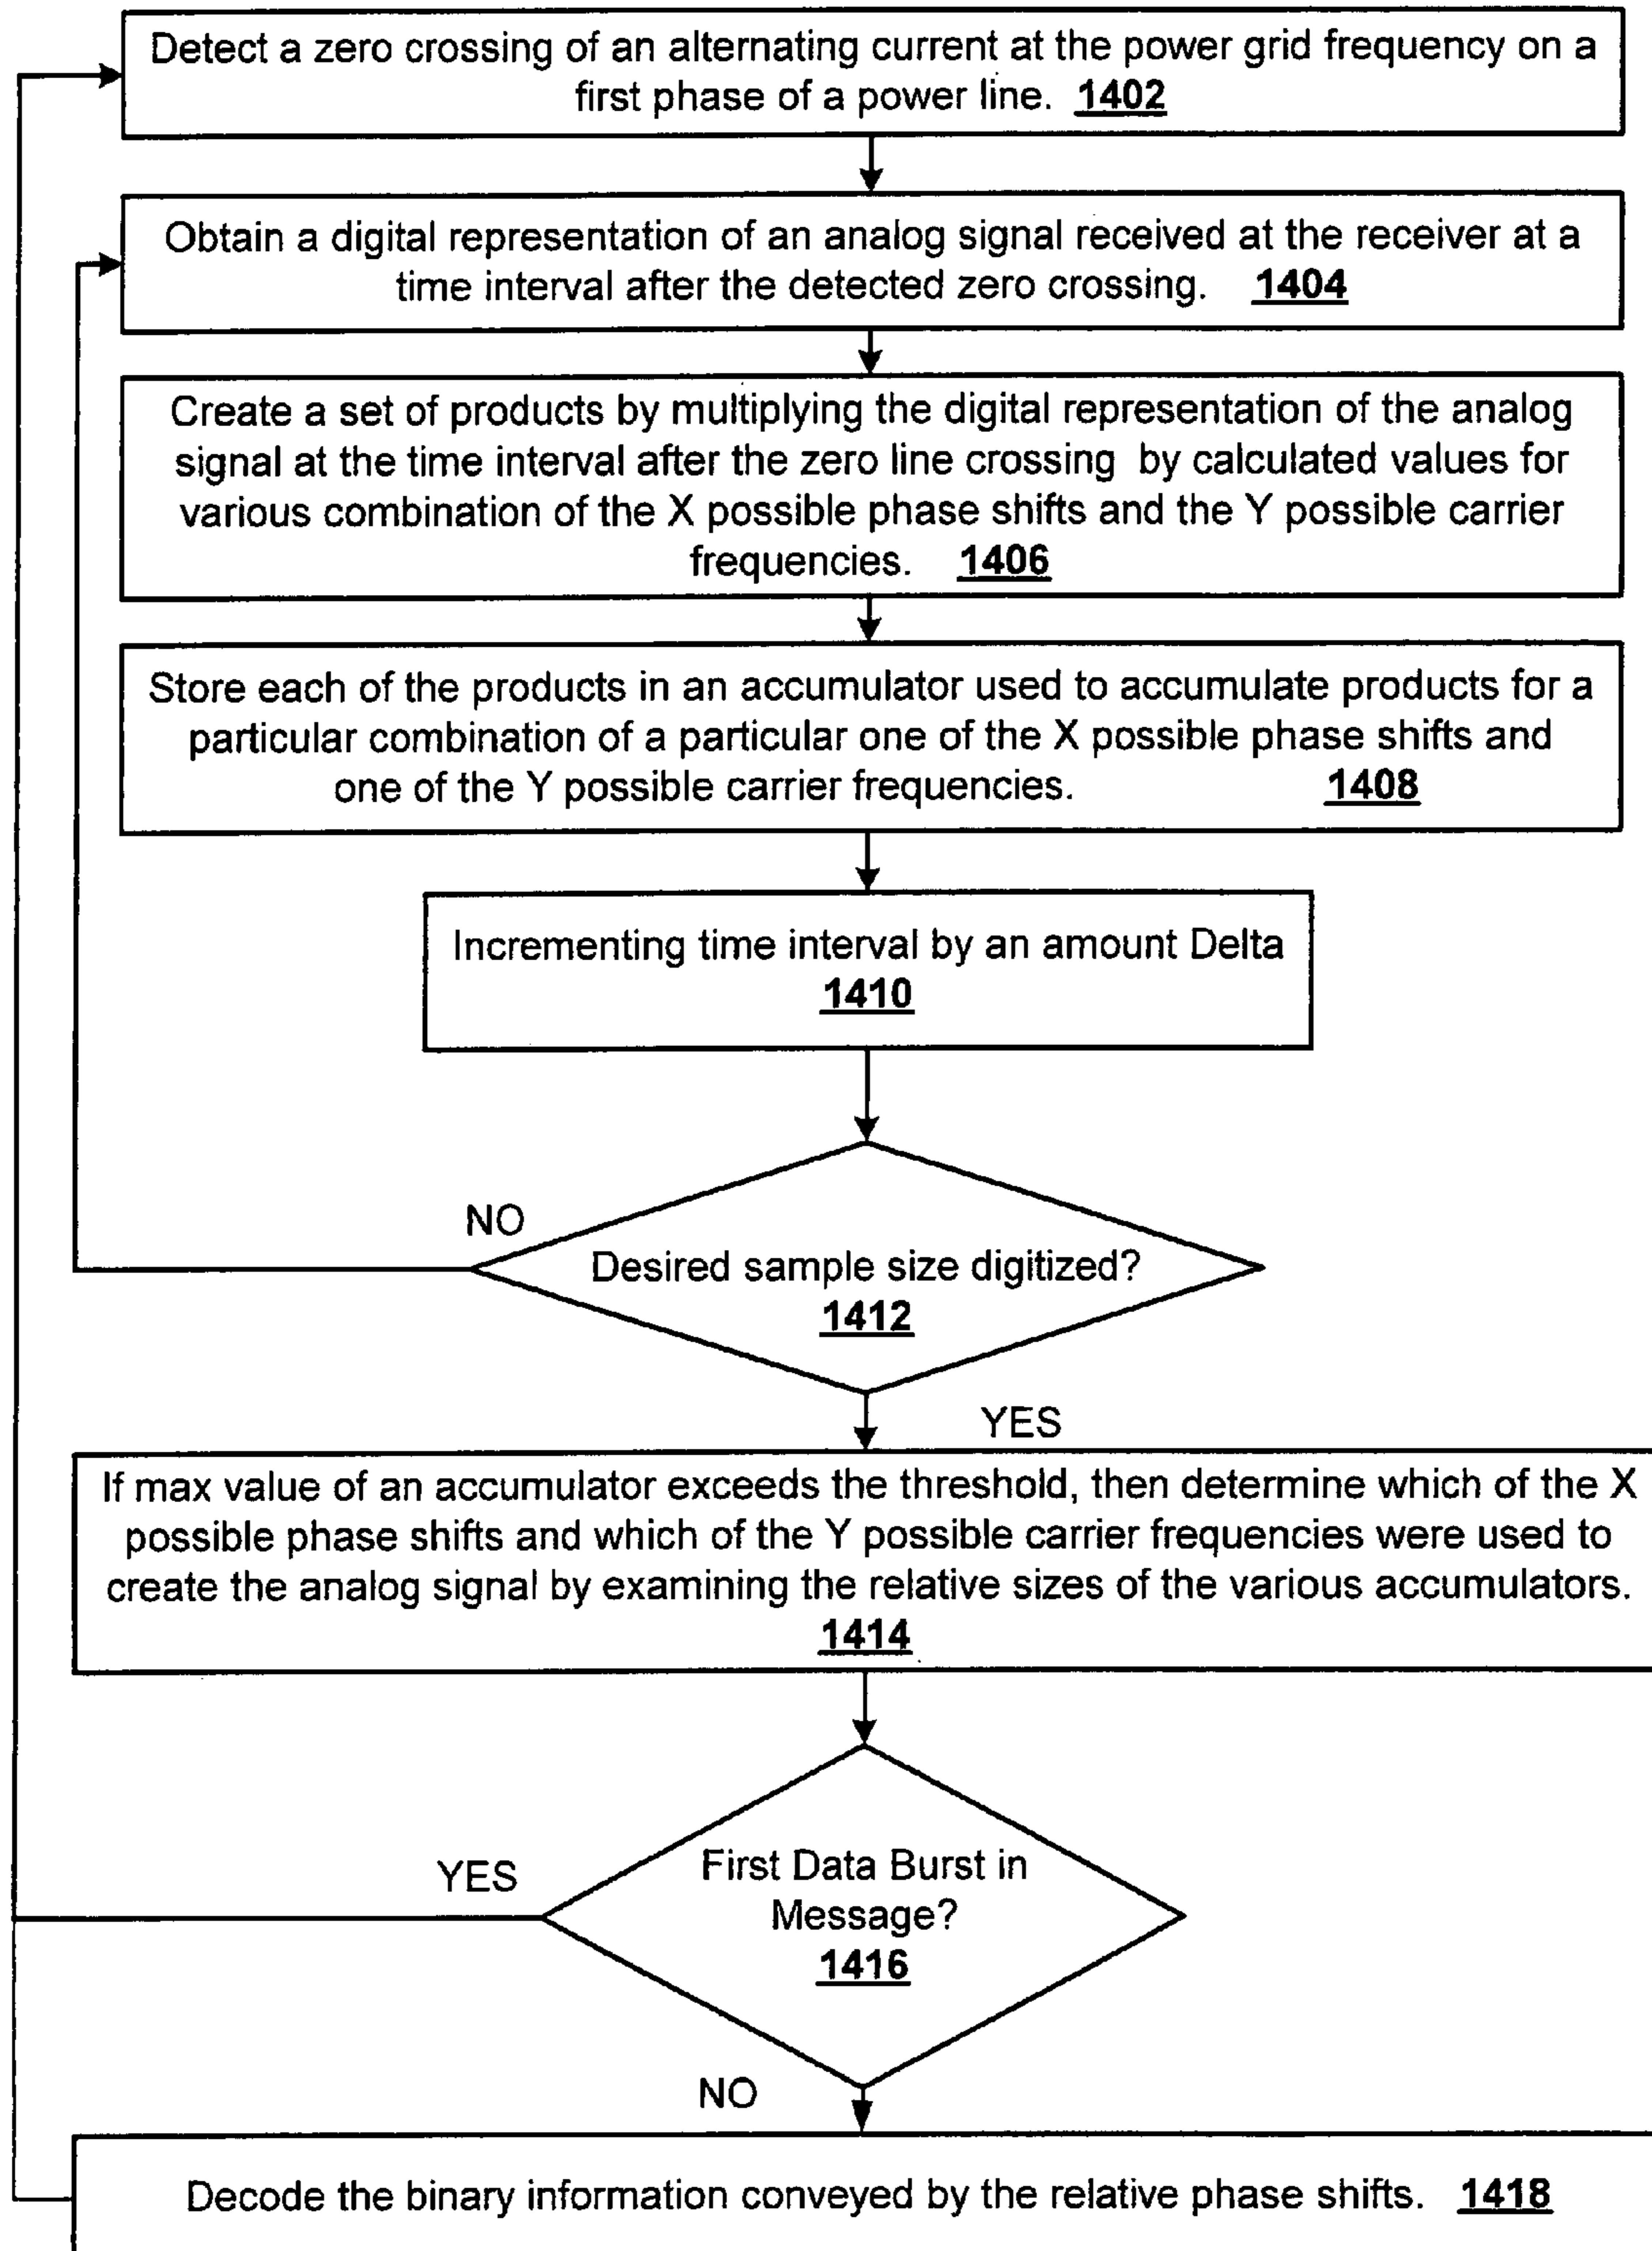 Detect a zero crossing of an alternating current at the power grid frequency on a
first phase of a power line. 1402
Obtain a digital representation of an analog signal received at the receiver at a
time interval after the detected zero crossing. 1404
Create a set of products by multiplying the digital representation of the analog
signal at the time interval after the zero line crossing by calculated values for
various combination of the X possible phase shifts and the Y possible carrier
frequencies. 1406
Store each of the products in an accumulator used to accumulate products for a
particular combination of a particular one of the X possible phase shifts and
one of the Y possible carrier frequencies. 1408
Incrementing time interval by an amount Delta
1410
NO
Desired sample size digitized?
1412
YES
If max value of an accumulator exceeds the threshold, then determine which of the X
possible phase shifts and which of the Y possible carrier frequencies were used to
create the analog signal by examining the relative sizes of the various accumulators.
1414
YES
First Data Burst in
Message?
1416
NO
Decode the binary information conveyed by the relative phase shifts. 1418